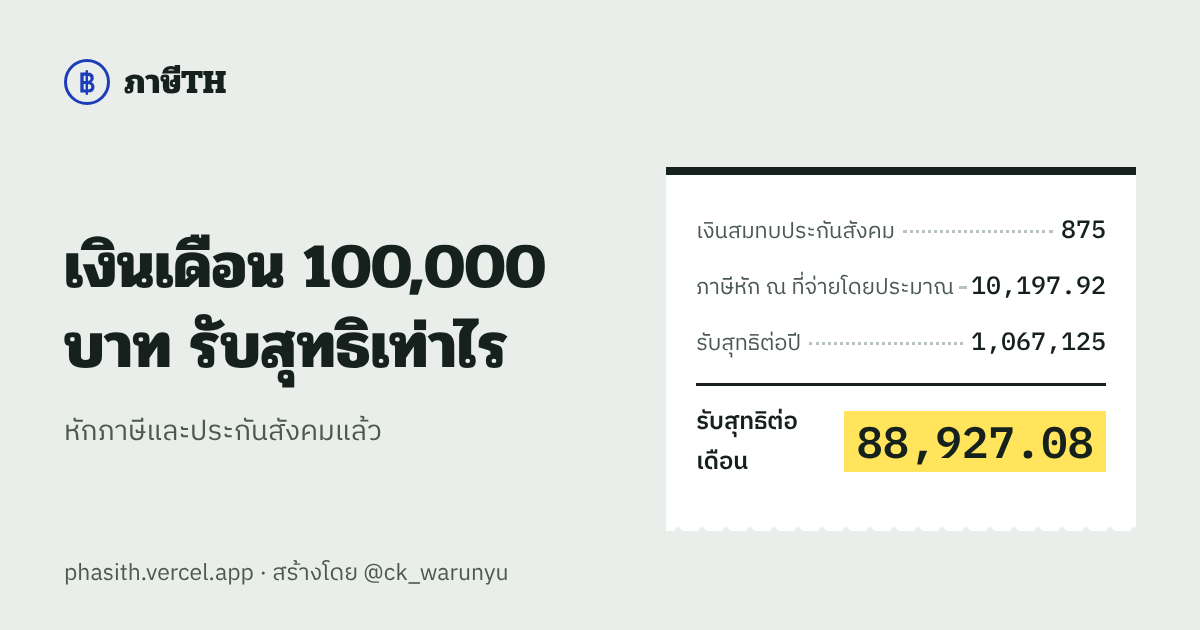 ฿ ภาษีTH
เงินเดือน 100,000
บาท รับสุทธิเท่าไร
หักภาษีและประกันสังคมแล้ว
เงินสมทบประกันสังคม 875
ภาษีหัก ณ ที่จ่ายโดยประมาณ 10,197.92
รับสุทธิต่อปี 1,067,125
รับสุทธิต่อ
เดือน
88,927.08
phasith.vercel.app · สร้างโดย @ck_warunyu